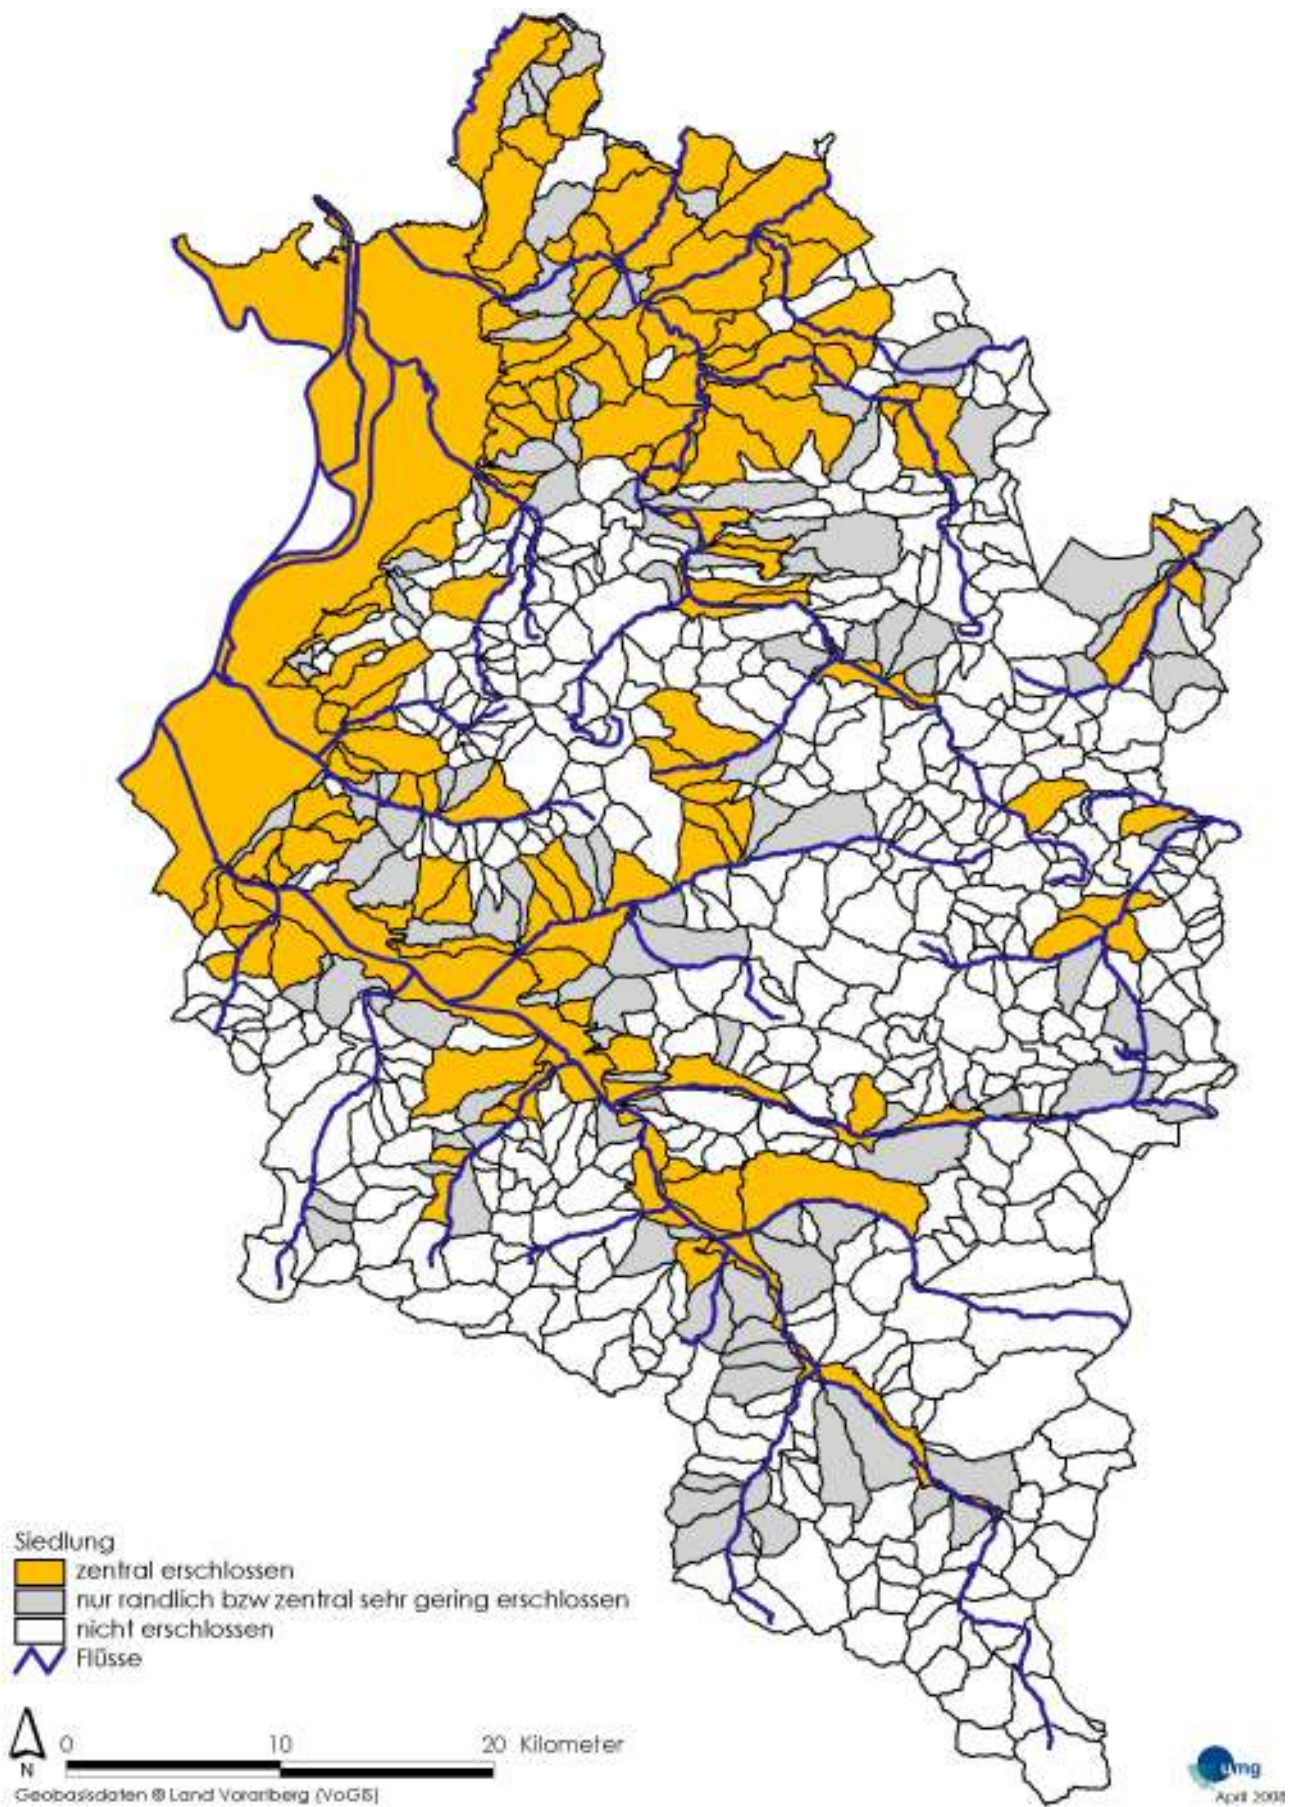 Siedlung
zentral erschlossen
nur randlich bzw zentral sehr gering erschlossen
nicht erschlossen
Flüsse
N
0 10 20 Kilometer
Geobasisdaten © Land Vorarlberg (VoGIS)
umg
April 2008